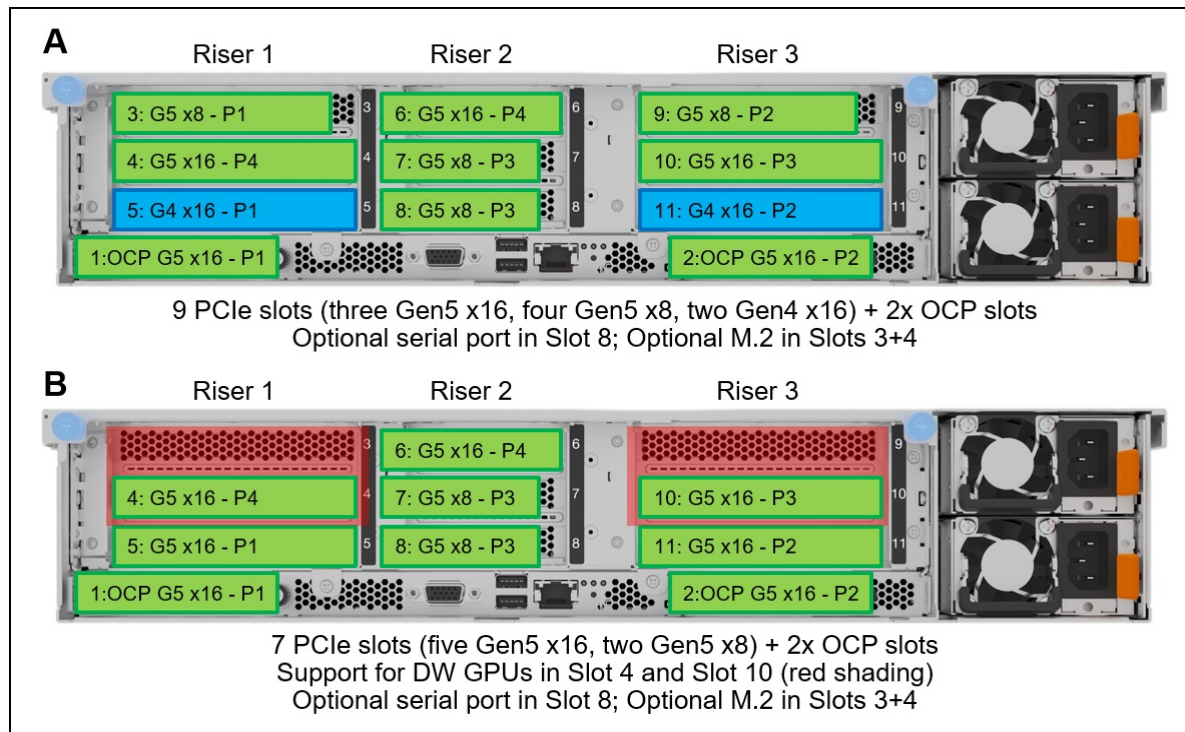 A
Riser 1
Riser 2
Riser 3
3: G5 x8 - P1
3
6: G5 x16 - P4
6
9: G5 x8 - P2
9
4: G5 x16 - P4
4
7: G5 x8 - P3
7
10: G5 x16 - P3
10
5: G4 x16 - P1
5
8: G5 x8 - P3
8
11: G4 x16 - P2
11
1:OCP G5 x16 - P1
2:OCP G5 x16 - P2
9 PCIe slots (three Gen5 x16, four Gen5 x8, two Gen4 x16) + 2x OCP slots
Optional serial port in Slot 8; Optional M.2 in Slots 3+4
B
Riser 1
Riser 2
Riser 3
3
6: G5 x16 - P4
6
9
4: G5 x16 - P4
4
7: G5 x8 - P3
7
10: G5 x16 - P3
10
5: G5 x16 - P1
5
8: G5 x8 - P3
8
11: G5 x16 - P2
11
1:OCP G5 x16 - P1
2:OCP G5 x16 - P2
7 PCIe slots (five Gen5 x16, two Gen5 x8) + 2x OCP slots
Support for DW GPUs in Slot 4 and Slot 10 (red shading)
Optional serial port in Slot 8; Optional M.2 in Slots 3+4